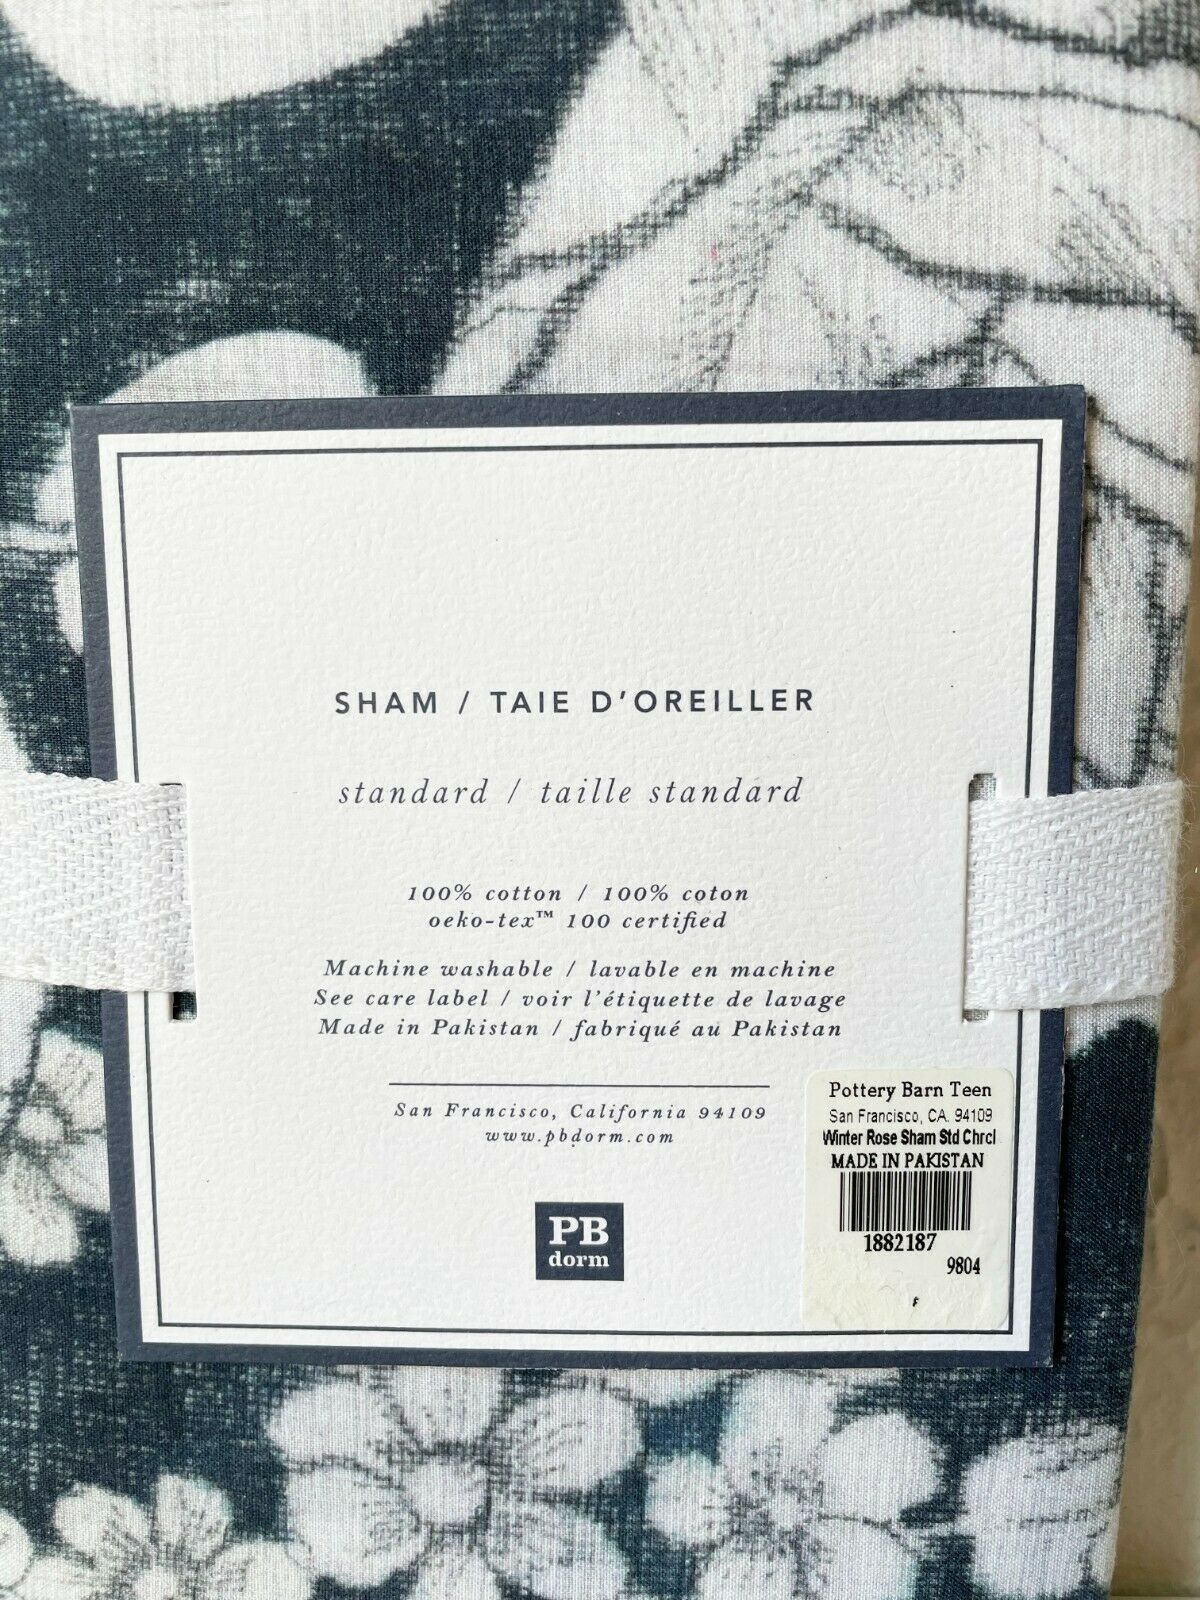 SHAM / TAIE D'OREILLER
standard / taille standard
100% cotton / 100% coton
oeko-tex™ 100 certified
Machine washable / lavable en machine
See care label / voir l'étiquette de lavage
Made in Pakistan / fabriqué au Pakistan
San Francisco, California 94109
www.pbdorm.com
PB
dorm
Pottery Barn Teen
San Francisco, CA. 94109
Winter Rose Sham Std Chrcl
MADE IN PAKISTAN
1882187
9804